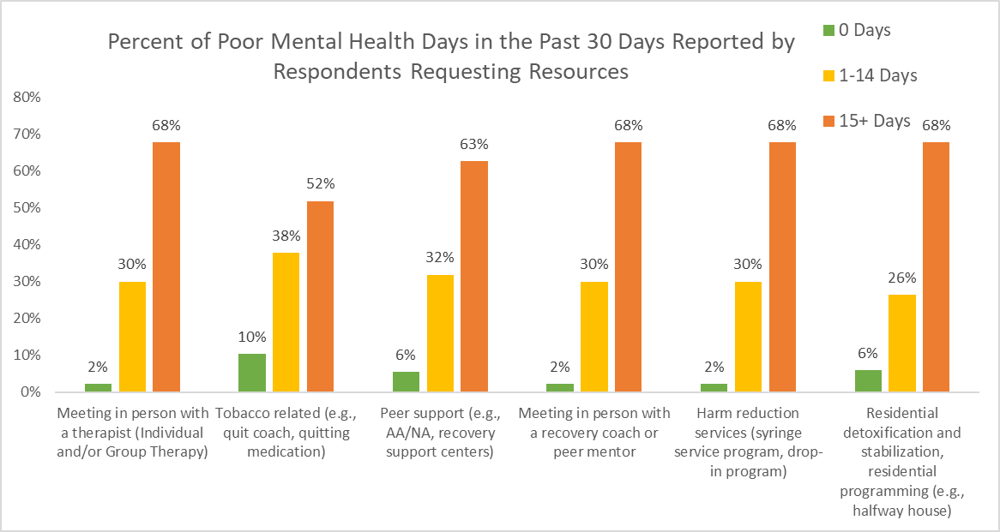 Percent of Poor Mental Health Days in the Past 30 Days Reported by
Respondents Requesting Resources
0 Days
1-14 Days
15+ Days
80%
70%
60%
50%
40%
30%
20%
10%
0%
2%
30%
68%
10%
38%
52%
6%
32%
63%
2%
30%
68%
2%
30%
68%
6%
26%
68%
Meeting in person with
a therapist (Individual
and/or Group Therapy)
Tobacco related (e.g.,
quit coach, quitting
medication)
Peer support (e.g.,
AA/NA, recovery
support centers)
Meeting in person with
a recovery coach or
peer mentor
Harm reduction
services (syringe
service program, drop-
in program)
Residential
detoxification and
stabilization,
residential
programming (e.g.,
halfway house)